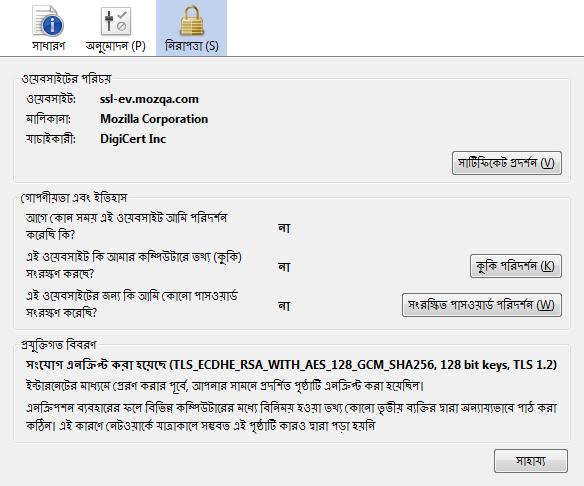 সাধারণ
অনুমোদন (P)
নিরাপত্তা (S)
ওয়েবসাইটের পরিচয়
ওয়েবসাইট: ssl-ev.mozqa.com
মালিকানা: Mozilla Corporation
যাচাইকারী: DigiCert Inc
সার্টিফিকেট প্রদর্শন (V)
গোপণীয়তা এবং ইতিহাস
আগে কোন সময় এই ওয়েবসাইট আমি পরিদর্শন
করেছি কি? না
এই ওয়েবসাইট কি আমার কম্পিউটারে তথ্য (কুকি)
সংরক্ষণ করছে? না
কুকি পরিদর্শন (K)
এই ওয়েবসাইটের জন্য কি আমি কোনো পাসওয়ার্ড
সংরক্ষণ করেছি? না
সংরক্ষিত পাসওয়ার্ড পরিদর্শন (W)
প্রযুক্তিগত বিবরণ
সংযোগ এনক্রিপ্ট করা হয়েছে (TLS_ECDHE_RSA_WITH_AES_128_GCM_SHA256, 128 bit keys, TLS 1.2)
ইন্টারনেটের মাধ্যমে প্রেরণ করার পূর্বে, আপনার সামনে প্রদর্শিত পৃষ্ঠাটি এনক্রিপ্ট করা হয়েছিল।
এনক্রিপশন ব্যবহারের ফলে বিভিন্ন কম্পিউটারের মধ্যে বিনিময় হওয়া তথ্য কোনো তৃতীয় ব্যক্তির দ্বারা অন্যায্যভাবে পাঠ করা
কঠিন। এই কারণে নেটওয়ার্কে যাত্রাকালে সম্ভবত এই পৃষ্ঠাটি কারও দ্বারা পড়া হয়নি
সাহায্য